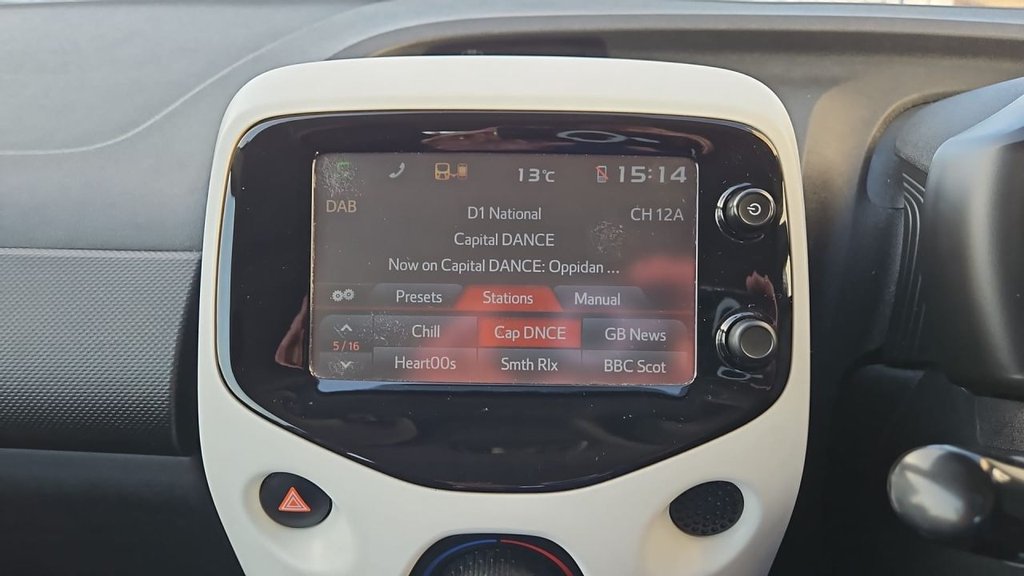 13°C 15:14
DAB
D1 National CH 12A
Capital DANCE
Now on Capital DANCE: Oppidan ...
Presets Stations Manual
Chill Cap DNCE GB News
5/16
Heart00s Smth Rlx BBC Scot